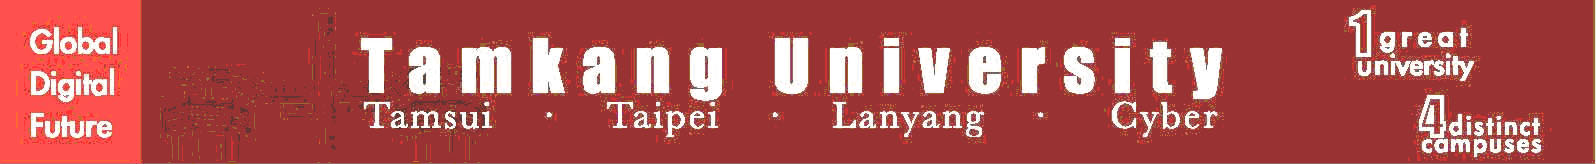 Global
Digital
Future
Tamkang University
Tamsui · Taipei · Lanyang · Cyber
1 great
university
4 distinct
campuses